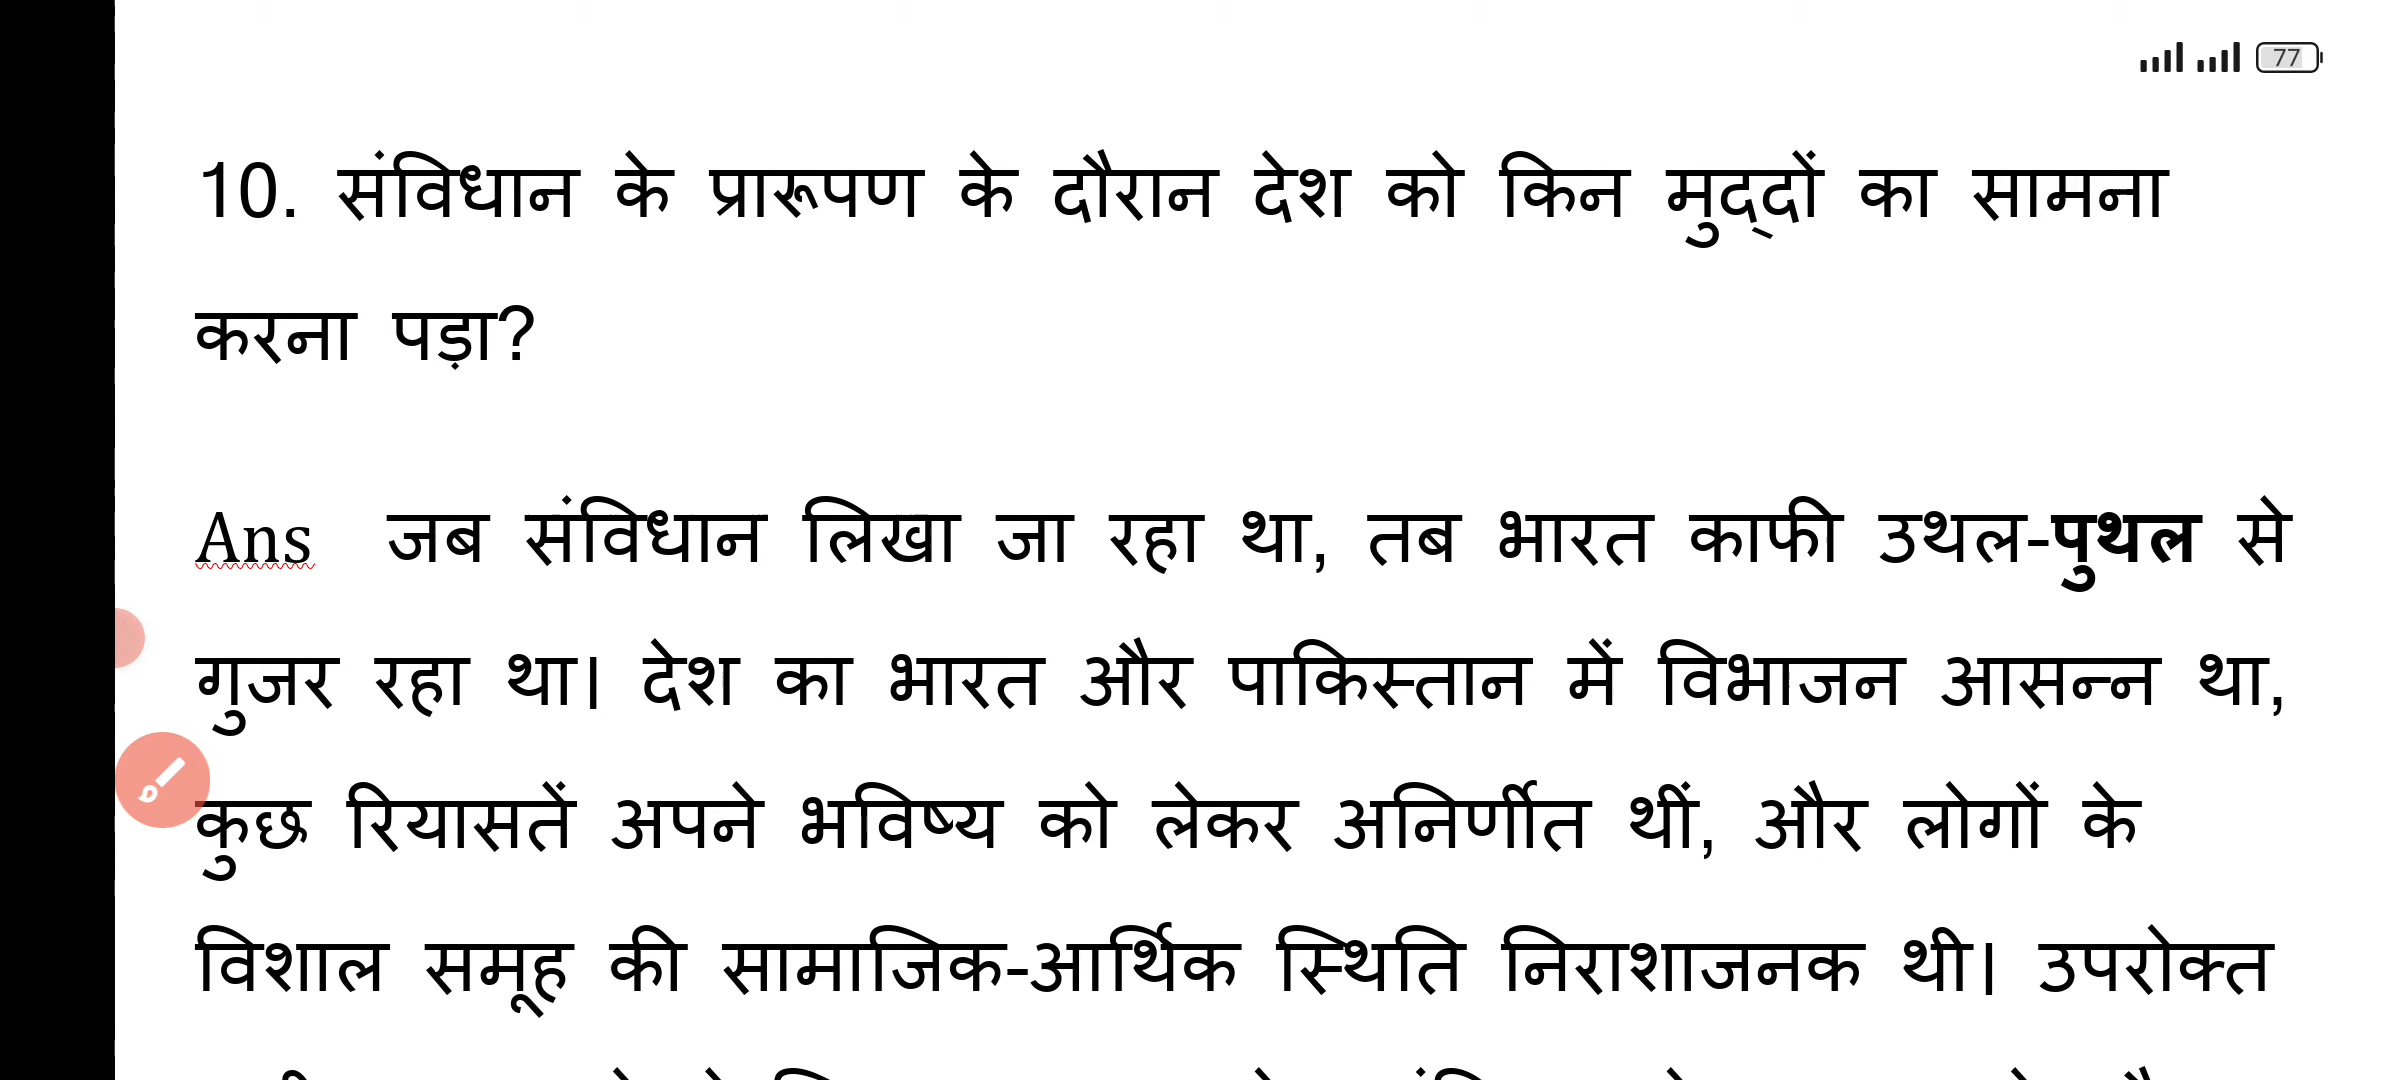 77
10. संविधान के प्रारूपण के दौरान देश को किन मुद्‌दों का सामना
करना पड़ा?
Ans जब संविधान लिखा जा रहा था, तब भारत काफी उथल-पुथल से
गुजर रहा था। देश का भारत और पाकिस्तान में विभाजन आसन्न था,
कुछ रियासतें अपने भविष्य को लेकर अनिर्णीत थीं, और लोगों के
विशाल समूह की सामाजिक-आर्थिक स्थिति निराशाजनक थी। उपरोक्त